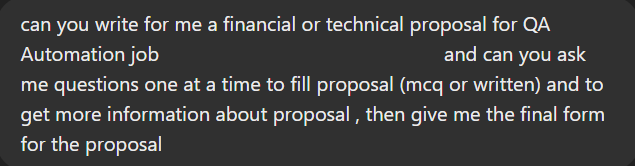 can you write for me a financial or technical proposal for QA
Automation job and can you ask
me questions one at a time to fill proposal (mcq or written) and to
get more information about proposal , then give me the final form
for the proposal